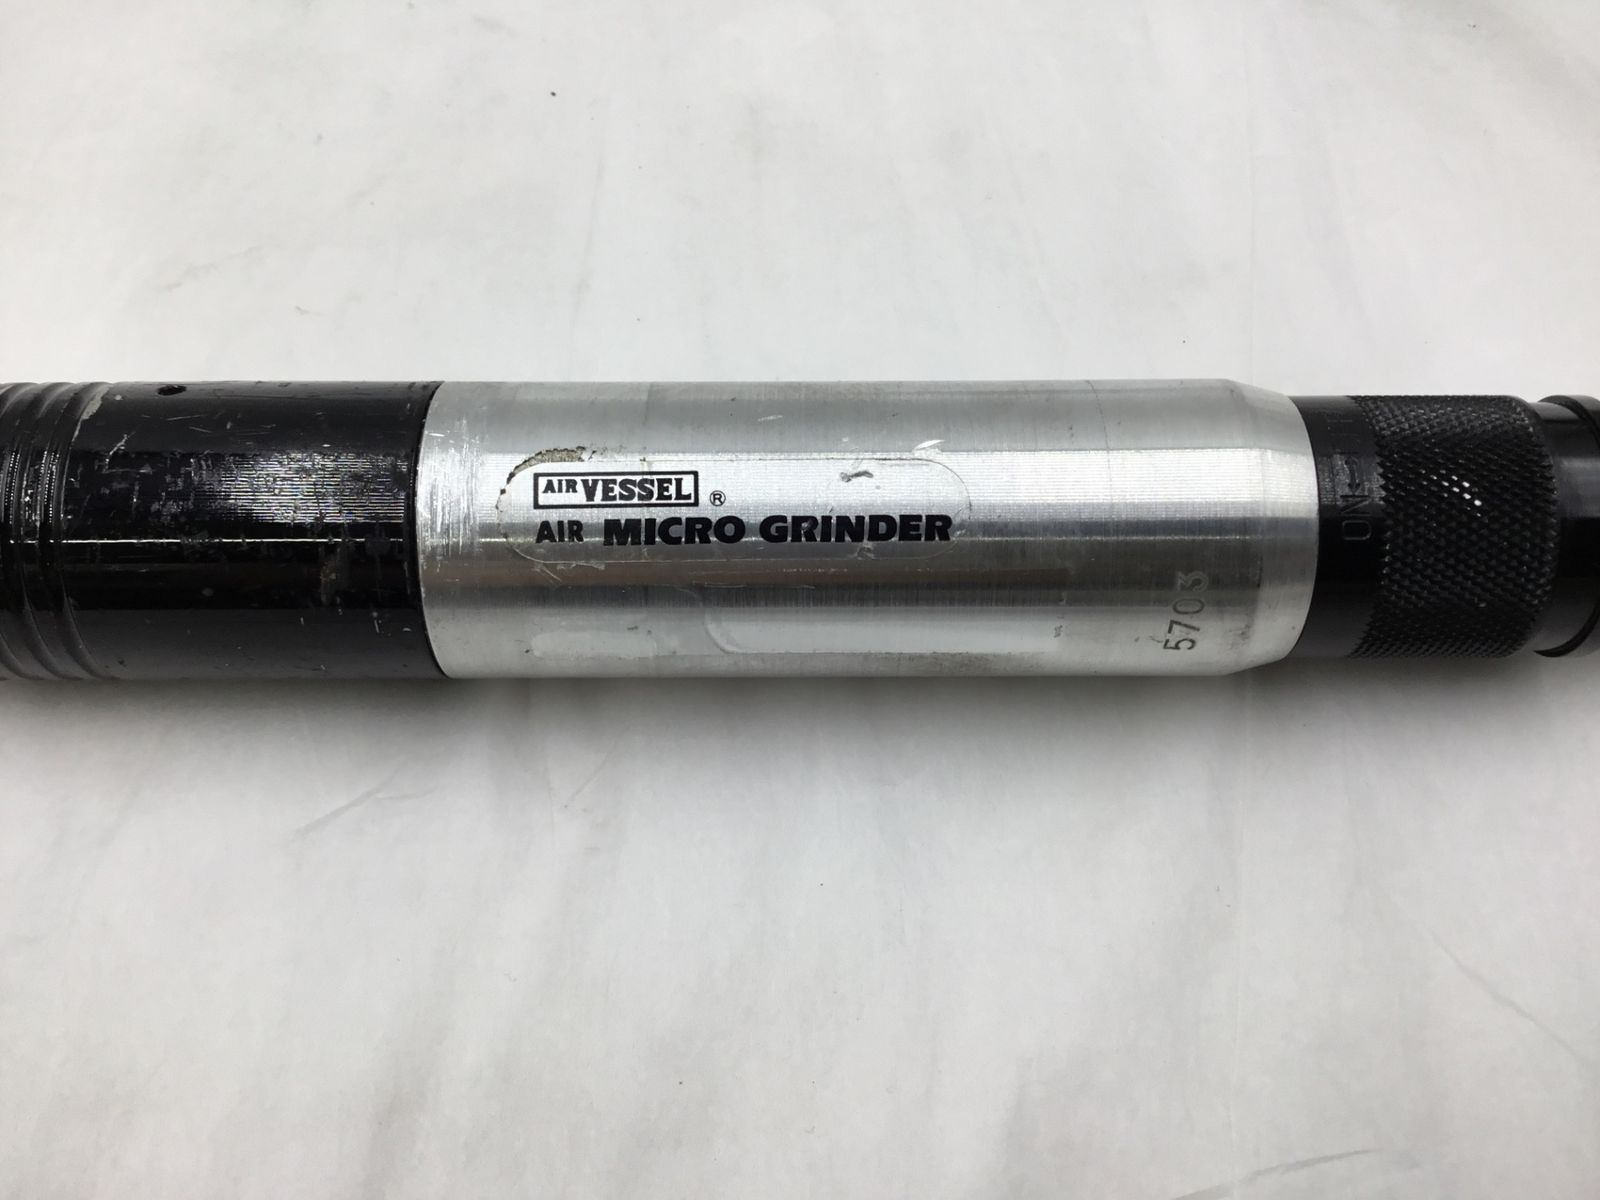 AIR VESSEL ®
AIR MICRO GRINDER
5703
ON